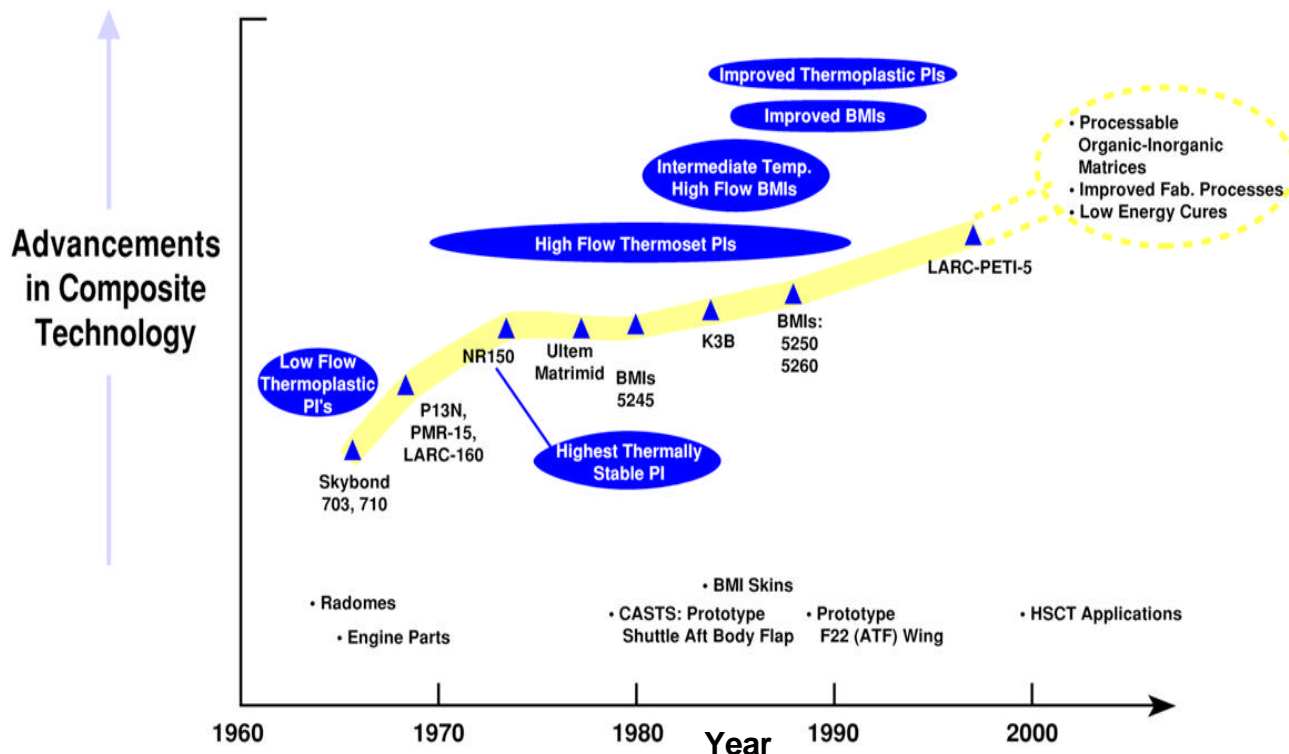 Advancements
in Composite
Technology
Improved Thermoplastic PIs
Improved BMIs
Intermediate Temp.
High Flow BMIs
High Flow Thermoset PIs
• Processable
Organic-Inorganic
Matrices
• Improved Fab. Processes
• Low Energy Cures
LARC-PETI-5
BMIs:
5250
5260
K3B
BMIs
5245
Ultem
Matrimid
NR150
Low Flow
Thermoplastic
PI's
P13N,
PMR-15,
LARC-160
Highest Thermally
Stable PI
Skybond
703, 710
• Radomes
• Engine Parts
• BMI Skins
• CASTS: Prototype
Shuttle Aft Body Flap
• Prototype
F22 (ATF) Wing
• HSCT Applications
1960
1970
1980
1990
2000
Year